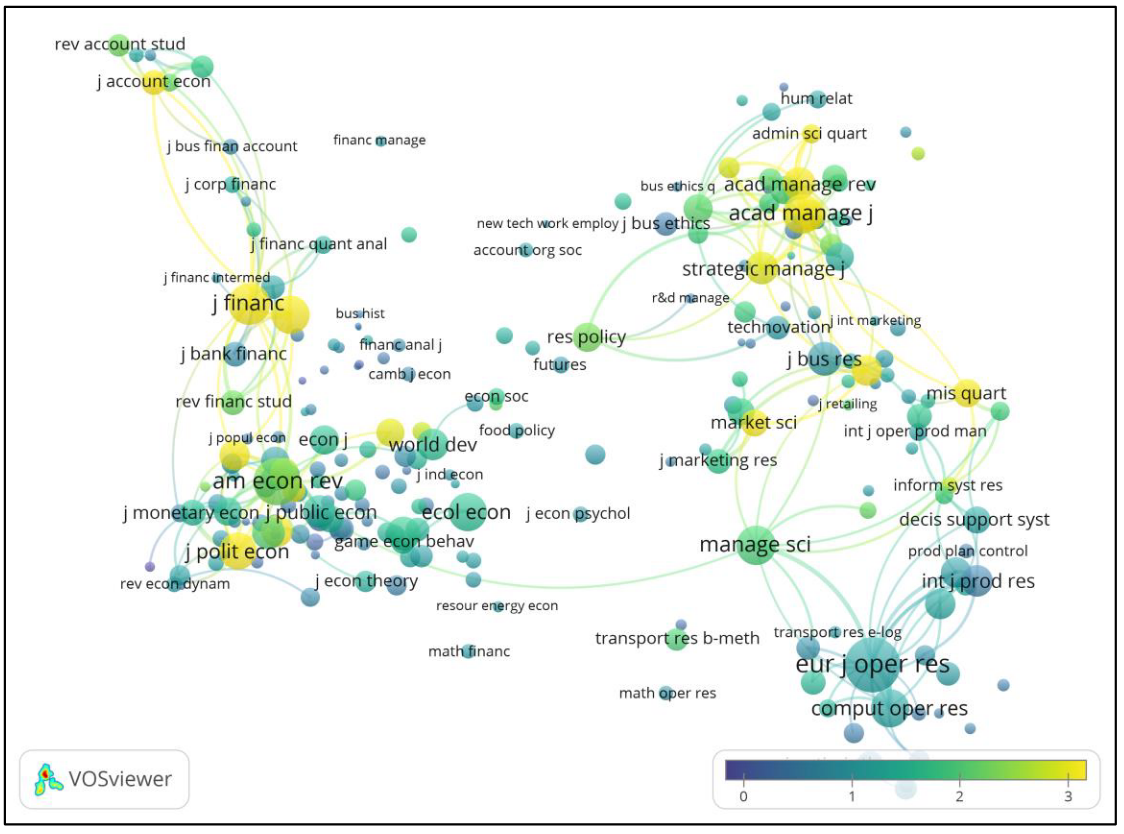 rev account stud
j account econ
hum relat
admin sci quart
financ manage
j bus finan account
j corp financ
bus ethics q
acad manage rev
acad manage j
new tech work employ
j bus ethics
j financ quant anal
account org soc
strategic manage j
j financ intermed
r&d manage
j financ
bus hist
technovation
j int marketing
res policy
financ anal j
j bank financ
j bus res
futures
camb j econ
rev financ stud
econ soc
mis quart
j retailing
market sci
food policy
int j oper prod man
j popul econ
econ j
world dev
j marketing res
j ind econ
am econ rev
inform syst res
j monetary econ
j public econ
ecol econ
j econ psychol
decis support syst
game econ behav
manage sci
j polit econ
prod plan control
rev econ dynam
j econ theory
int j prod res
resour energy econ
transport res b-meth
transport res e-log
math financ
eur j oper res
math oper res
comput oper res
VOSviewer
0 1 2 3